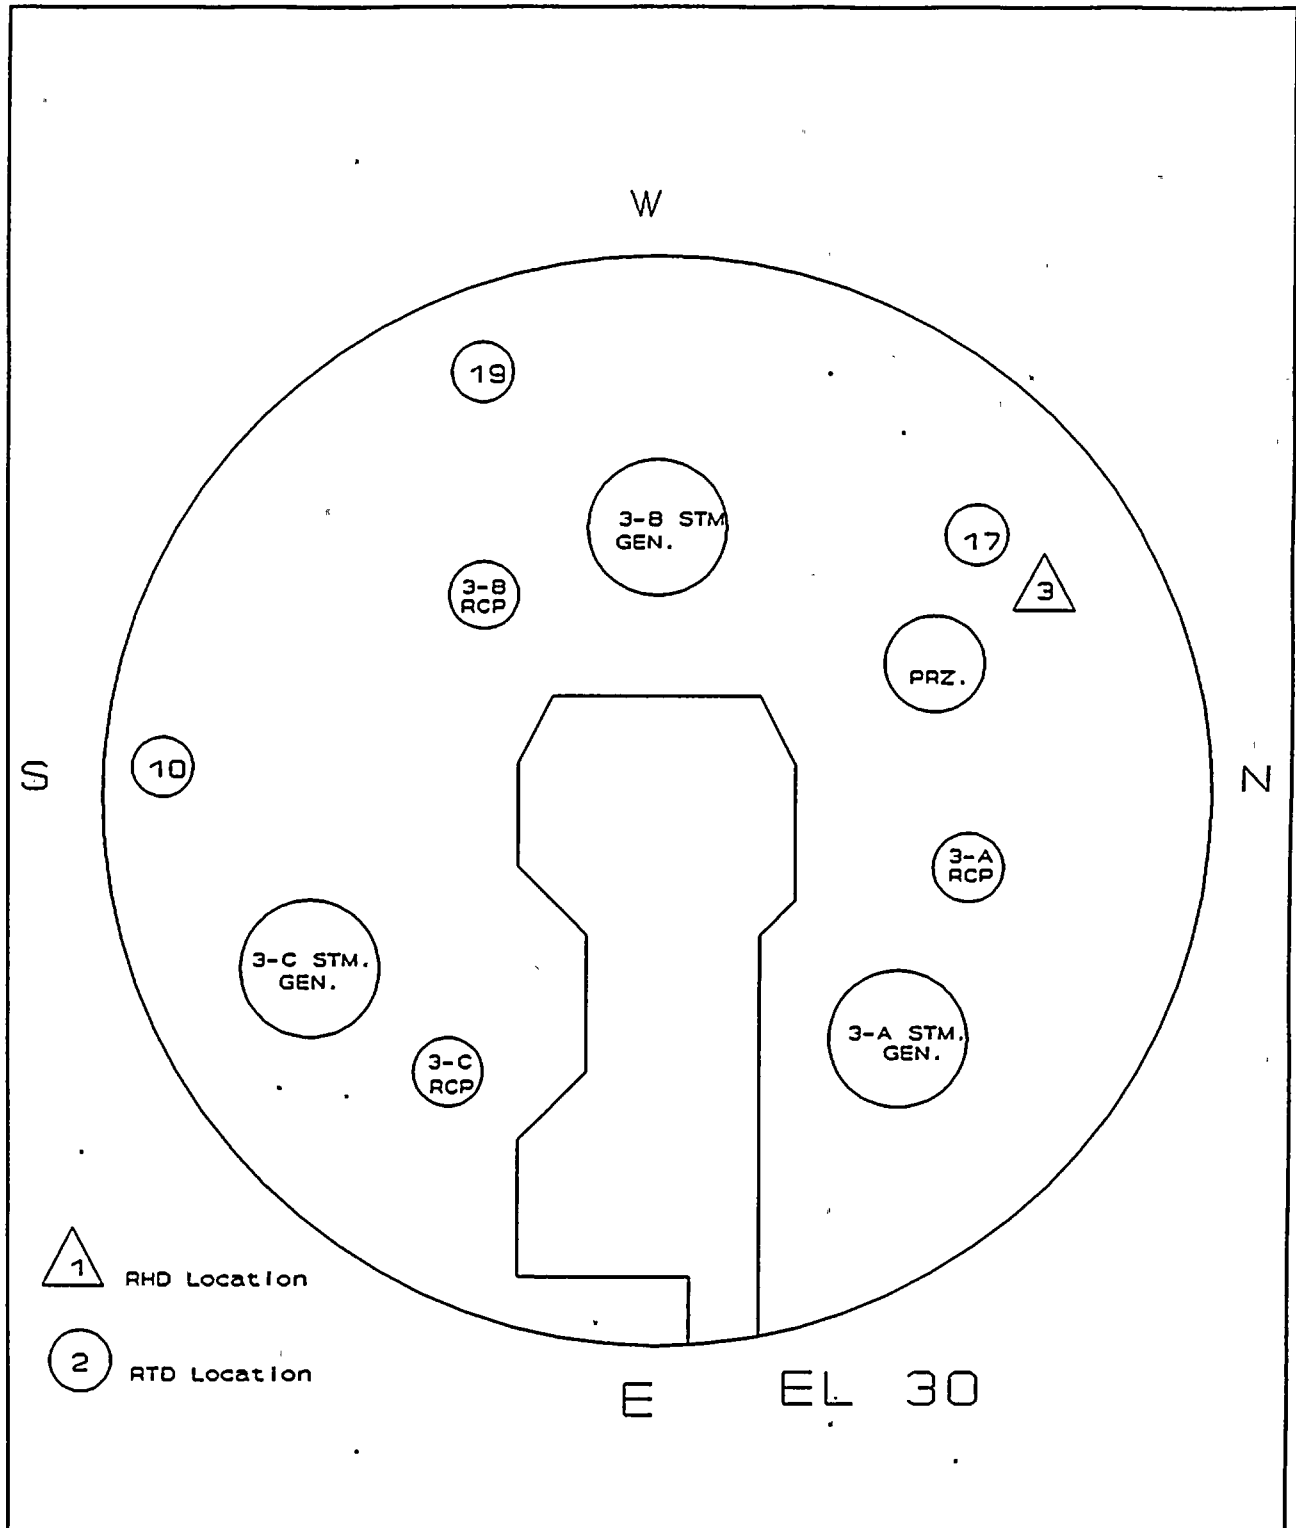 W
19
3-B STM
GEN.
17
3-B
RCP
3
PRZ.
10
S
N
3-A
RCP
3-C STM.
GEN.
3-A STM.
GEN.
3-C
RCP
1 RHD Location
2 RTD Location
E
EL 30